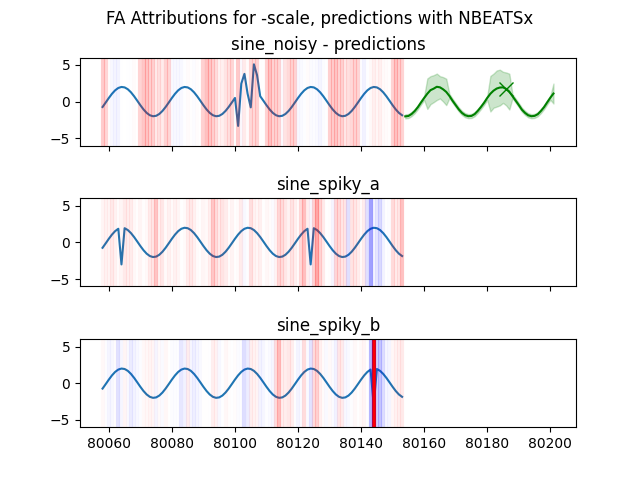 FA Attributions for -scale, predictions with NBEATSx
sine_noisy - predictions
5
0
−5
sine_spiky_a
5
0
−5
sine_spiky_b
5
0
−5
80060 80080 80100 80120 80140 80160 80180 80200